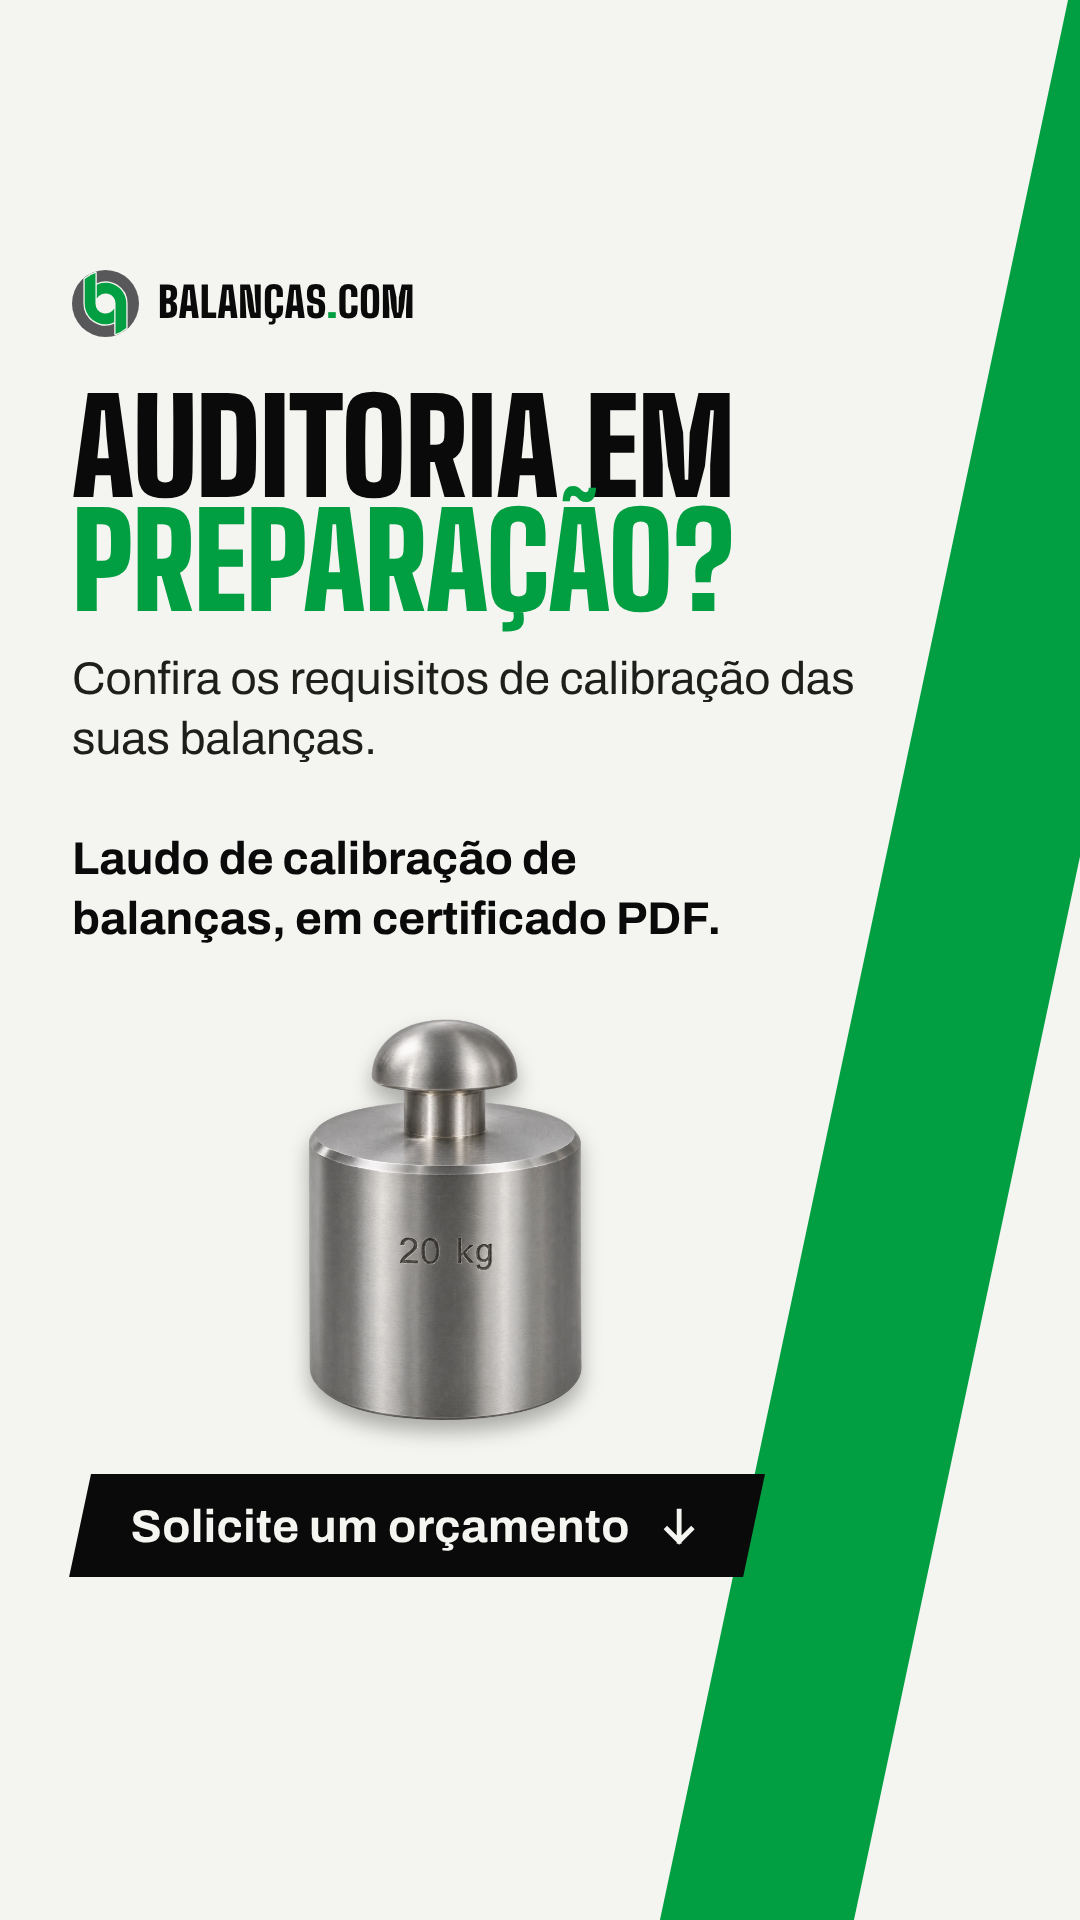 BALANÇAS.COM
AUDITORIA EM
PREPARAÇÃO?
Confira os requisitos de calibração das
suas balanças.
Laudo de calibração de
balanças, em certificado PDF.
20 kg
Solicite um orçamento ↓